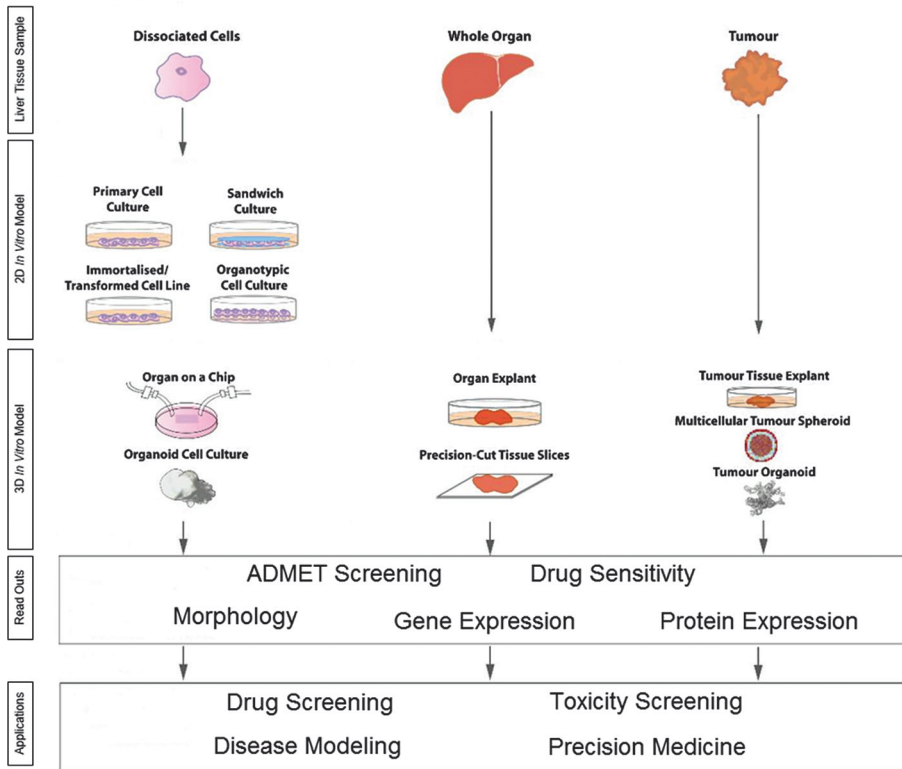 Liver Tissue Sample
Dissociated Cells
Whole Organ
Tumour
2D In Vitro Model
Primary Cell
Culture
Sandwich
Culture
Immortalised/
Transformed Cell Line
Organotypic
Cell Culture
3D In Vitro Model
Organ on a Chip
Organoid Cell Culture
Organ Explant
Precision-Cut Tissue Slices
Tumour Tissue Explant
Multicellular Tumour Spheroid
Tumour Organoid
Read Outs
ADMET Screening
Drug Sensitivity
Morphology
Gene Expression
Protein Expression
Applications
Drug Screening
Toxicity Screening
Disease Modeling
Precision Medicine